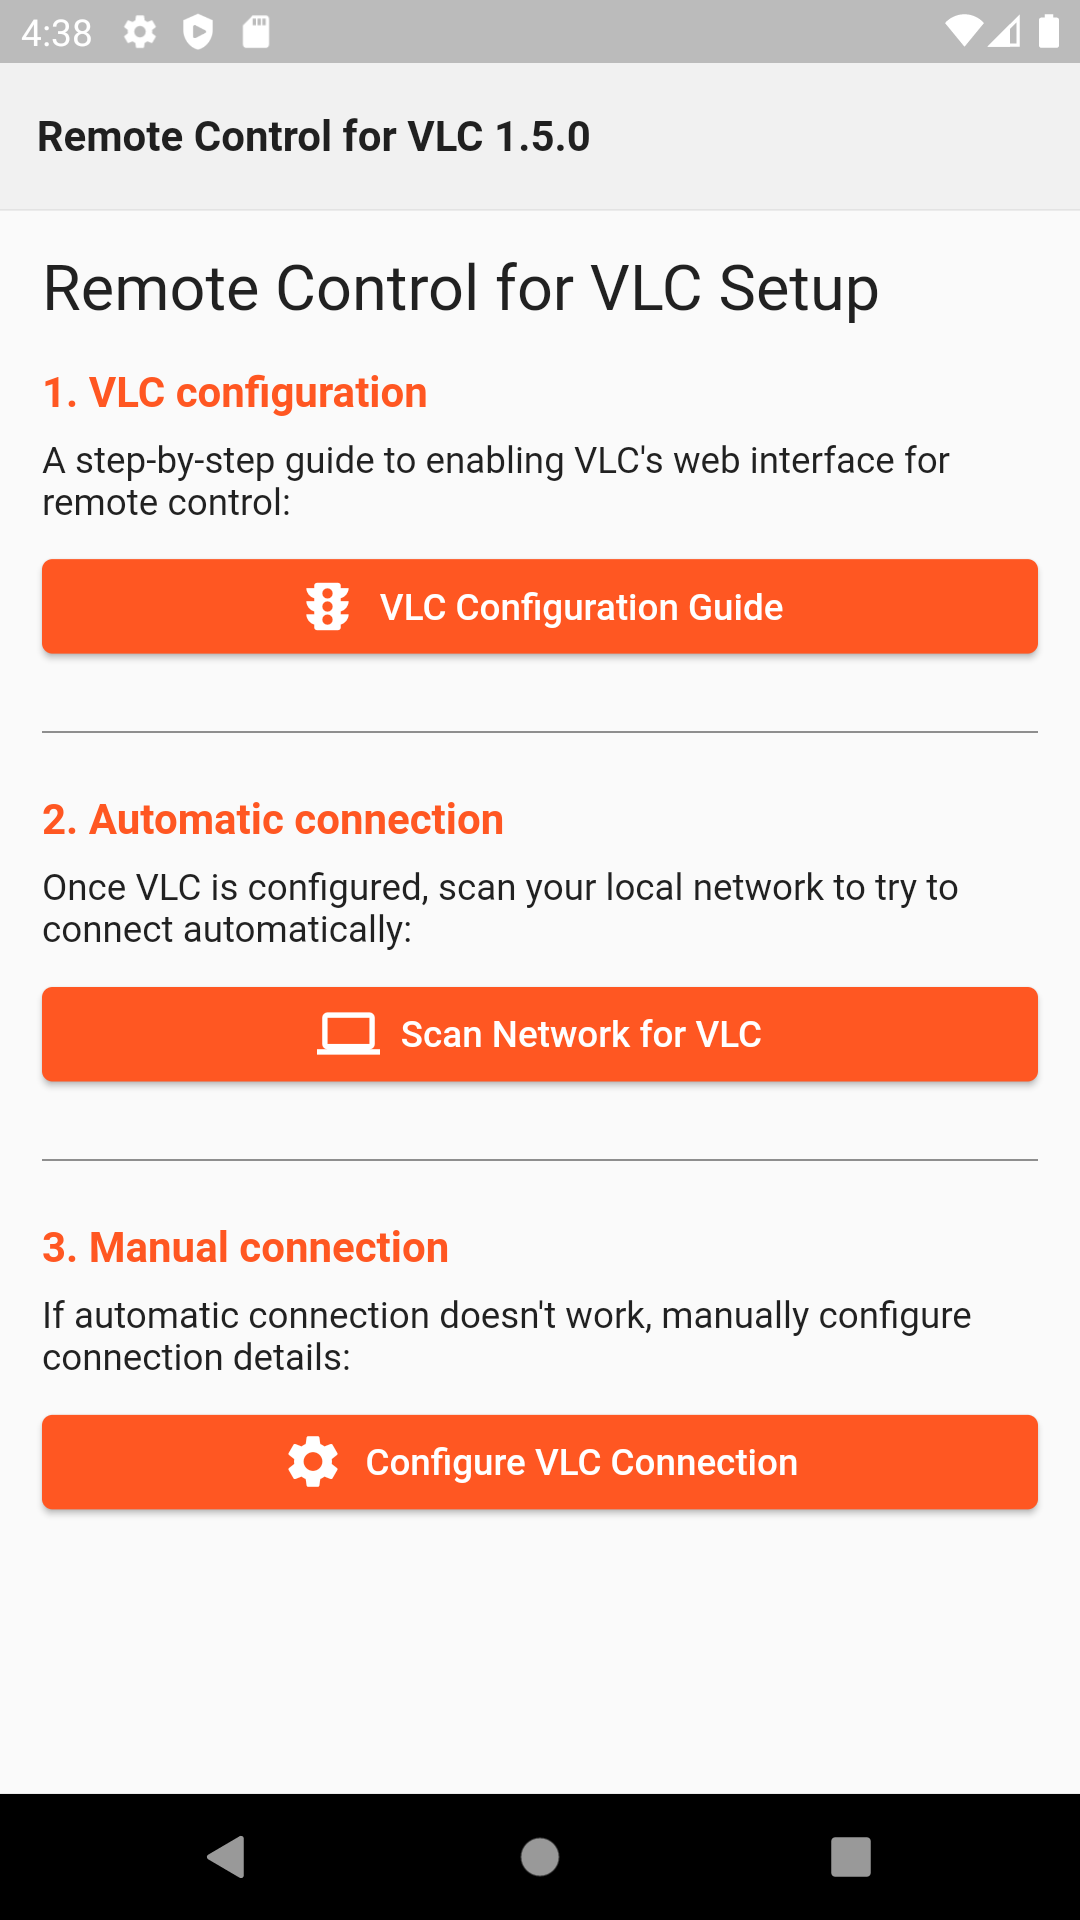 4:38
Remote Control for VLC 1.5.0
Remote Control for VLC Setup
1. VLC configuration
A step-by-step guide to enabling VLC's web interface for
remote control:
VLC Configuration Guide
2. Automatic connection
Once VLC is configured, scan your local network to try to
connect automatically:
Scan Network for VLC
3. Manual connection
If automatic connection doesn't work, manually configure
connection details:
Configure VLC Connection